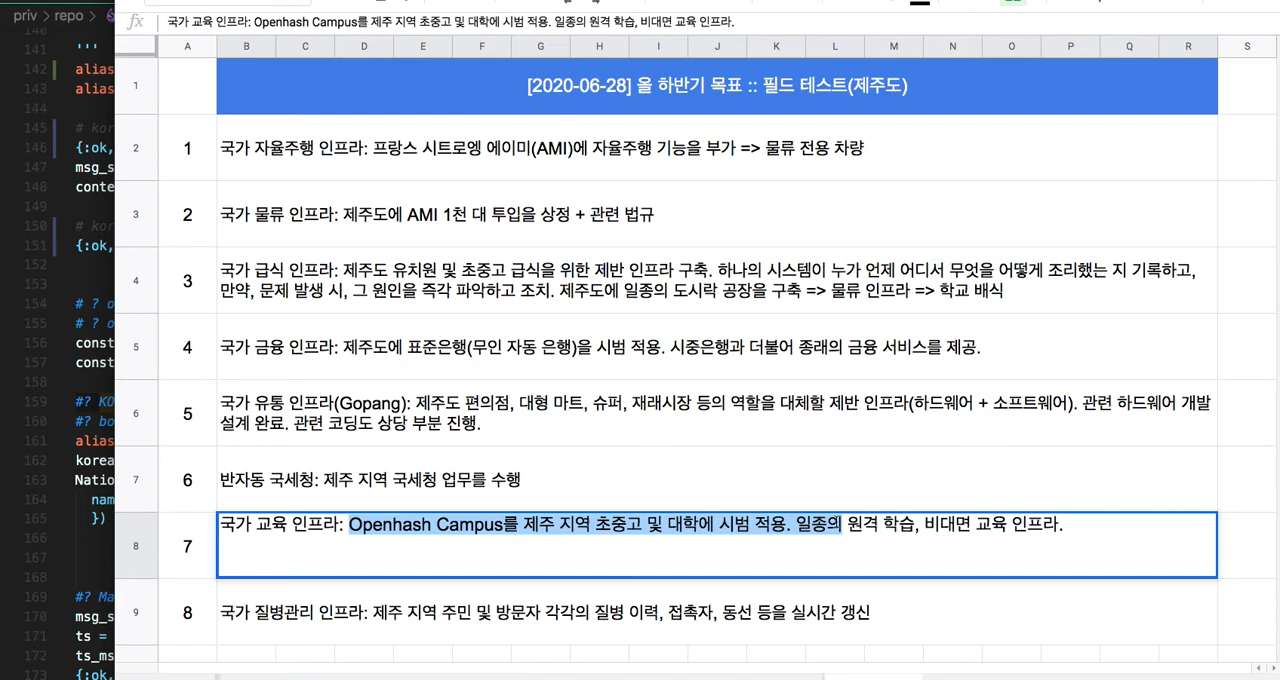 priv > repo >
fx 국가 교육 인프라: Openhash Campus를 제주 지역 초중고 및 대학에 시범 적용. 일종의 원격 학습, 비대면 교육 인프라.
A B C D E F G H I J K L M N O P Q R S
1 [2020-06-28] 올 하반기 목표 :: 필드 테스트(제주도)
2 1 국가 자율주행 인프라: 프랑스 시트로엥 에이미(AMI)에 자율주행 기능을 부가 => 물류 전용 차량
3 2 국가 물류 인프라: 제주도에 AMI 1천 대 투입을 상정 + 관련 법규
4 3 국가 급식 인프라: 제주도 유치원 및 초중고 급식을 위한 제반 인프라 구축. 하나의 시스템이 누가 언제 어디서 무엇을 어떻게 조리했는 지 기록하고,
만약, 문제 발생 시, 그 원인을 즉각 파악하고 조치. 제주도에 일종의 도시락 공장을 구축 => 물류 인프라 => 학교 배식
5 4 국가 금융 인프라: 제주도에 표준은행(무인 자동 은행)을 시범 적용. 시중은행과 더불어 종래의 금융 서비스를 제공.
6 5 국가 유통 인프라(Gopang): 제주도 편의점, 대형 마트, 슈퍼, 재래시장 등의 역할을 대체할 제반 인프라(하드웨어 + 소프트웨어). 관련 하드웨어 개발
설계 완료. 관련 코딩도 상당 부분 진행.
7 6 반자동 국세청: 제주 지역 국세청 업무를 수행
8 7 국가 교육 인프라: Openhash Campus를 제주 지역 초중고 및 대학에 시범 적용. 일종의 원격 학습, 비대면 교육 인프라.
9 8 국가 질병관리 인프라: 제주 지역 주민 및 방문자 각각의 질병 이력, 접촉자, 동선 등을 실시간 갱신
140
141 '''
142 alias
143 alias
144
145 # kor
146 {:ok,
147 msg_s
148 conte
149
150 # kor
151 {:ok,
152
153
154 # ? o
155 # ? o
156 const
157 const
158
159 #? KO
160 #? bo
161 alias
162 korea
163 Natio
164 nam
165 })
166
167
168
169 #? Ma
170 msg_s
171 ts =
172 ts_ms
173 {:ok,